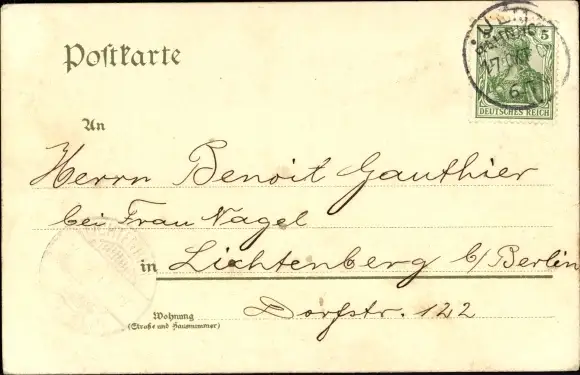 Postkarte
5
DEUTSCHES REICH
An
Herrn Benoit Gauthier
bei Frau Nagel
in Lichtenberg b/Berlin
Wohnung
(Straße und Hausnummer)
Dorfstr. 122